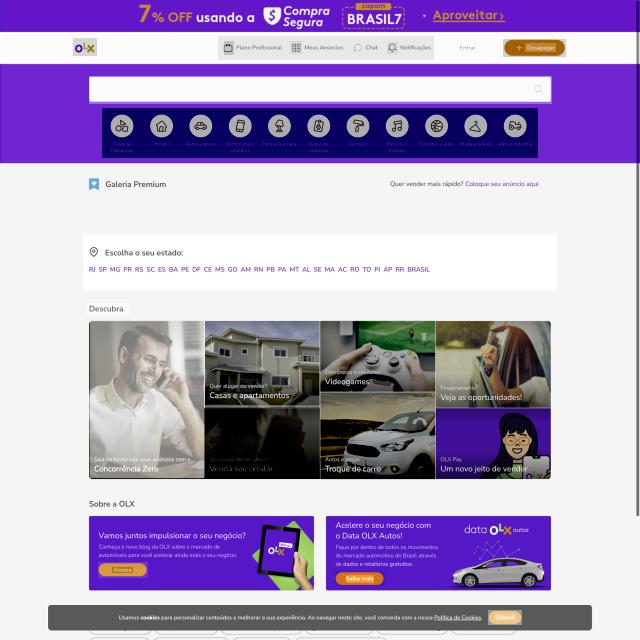 7% OFF usando a Compra Segura cupom BRASIL7 · Aproveitar ›
OLX Plano Profissional Meus Anúncios Chat Notificações Entrar + Desapegar
Todas as categorias
Imóveis
Autos e peças
Eletrônicos e celulares
Para a sua casa
Vagas de emprego
Serviços
Músicas e hobbies
Esportes e lazer
Moda e beleza
Agro e indústria
Galeria Premium
Quer vender mais rápido? Coloque seu anúncio aqui
Escolha o seu estado:
RJ SP MG PR RS SC ES BA PE DF CE MS GO AM RN PB PA MT AL SE MA AC RO TO PI AP RR BRASIL
Descubra
Saia na frente nos seus anúncios com o
Concorrência Zero
Quer alugar ou vender?
Casas e apartamentos
Eletrônicos e celulares
Videogames!
Financiamento?
Veja as oportunidades!
Venda seu celular
Autos e peças
Troque de carro
OLX Pay
Um novo jeito de vender
Sobre a OLX
Vamos juntos impulsionar o seu negócio?
Conheça o novo blog da OLX sobre o mercado de
automóveis para você acelerar ainda mais o seu negócio.
Acesse
OLX
Acelere o seu negócio com
o Data OLX Autos!
Fique por dentro de todos os movimentos
do mercado automotivo do Brasil através
de dados e relatórios gratuitos.
Saiba mais
data OLX autos
Usamos cookies para personalizar conteúdos e melhorar a sua experiência. Ao navegar neste site, você concorda com a nossa Política de Cookies.
Entendi